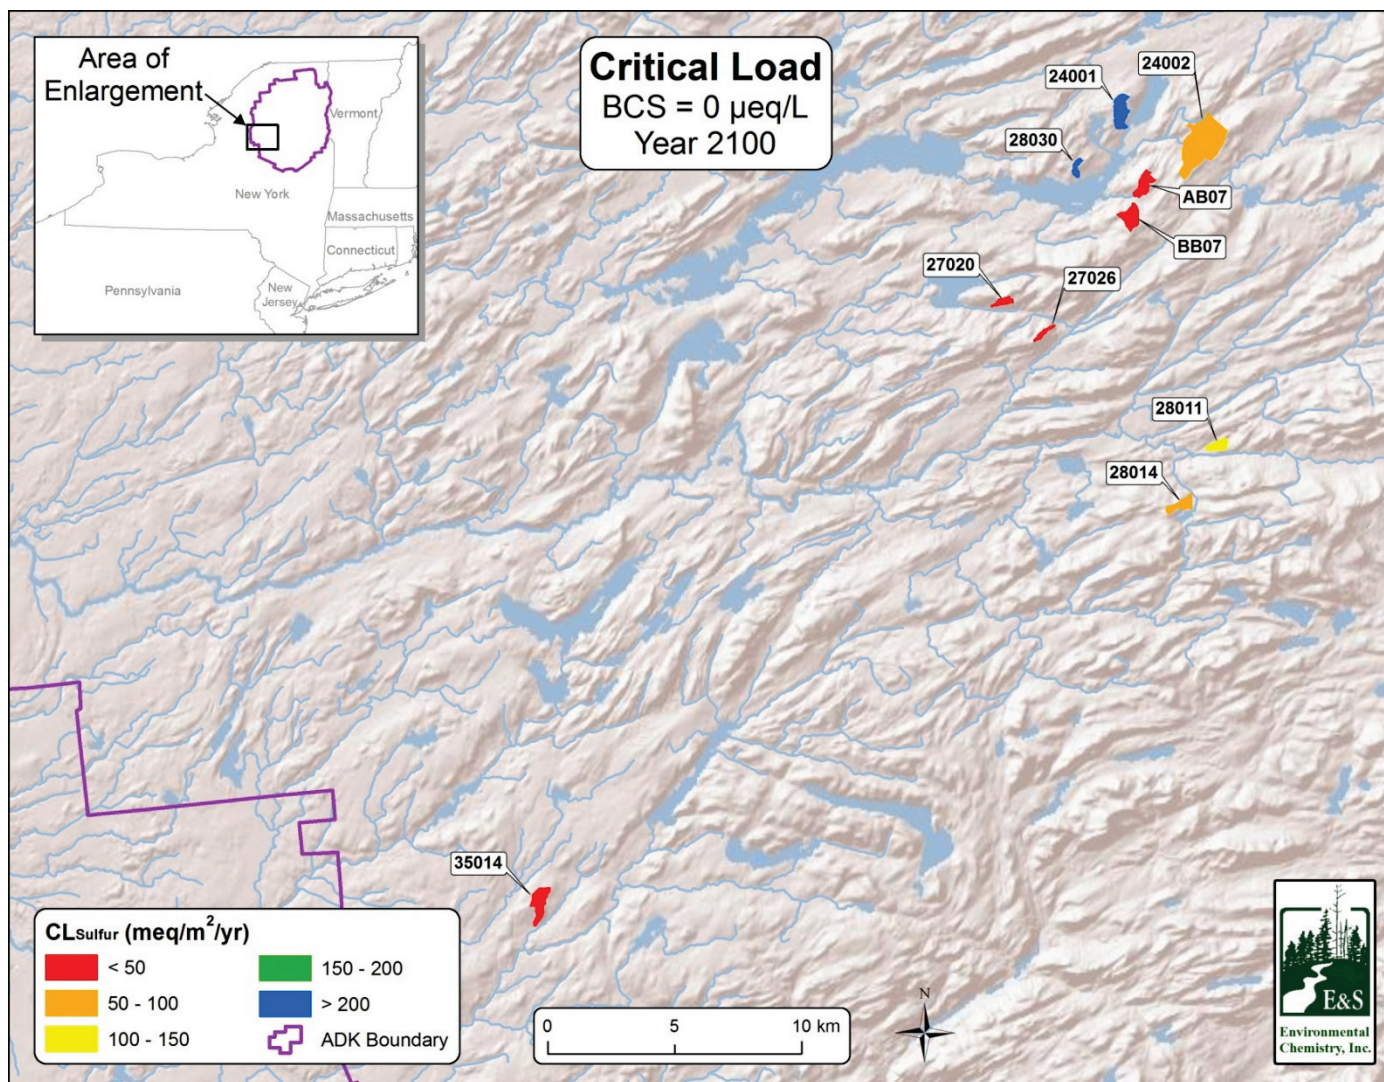 Area of
Enlargement
Vermont
New York
Massachusetts
Connecticut
Pennsylvania
New
Jersey
Critical Load
BCS = 0 µeq/L
Year 2100
24001
24002
28030
AB07
BB07
27020
27026
28011
28014
35014
CLSulfur (meq/m²/yr)
< 50
50 - 100
100 - 150
150 - 200
> 200
ADK Boundary
0 5 10 km
N
E&S
Environmental
Chemistry, Inc.